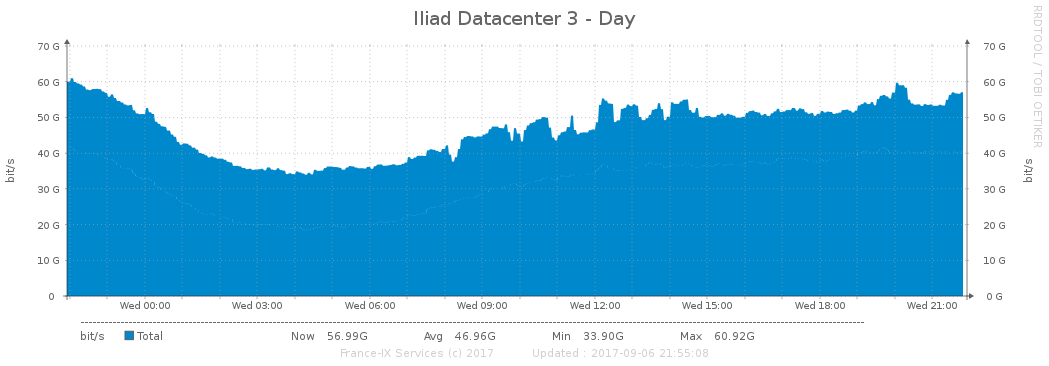 Iliad Datacenter 3 - Day
RRDTOOL / TOBI OETIKER
70 G 70 G
60 G 60 G
50 G 50 G
40 G 40 G
30 G 30 G
20 G 20 G
10 G 10 G
0 0 G
bit/s bit/s
Wed 00:00 Wed 03:00 Wed 06:00 Wed 09:00 Wed 12:00 Wed 15:00 Wed 18:00 Wed 21:00
bit/s Total Now 56.99G Avg 46.96G Min 33.90G Max 60.92G
France-IX Services (c) 2017 Updated : 2017-09-06 21:55:08